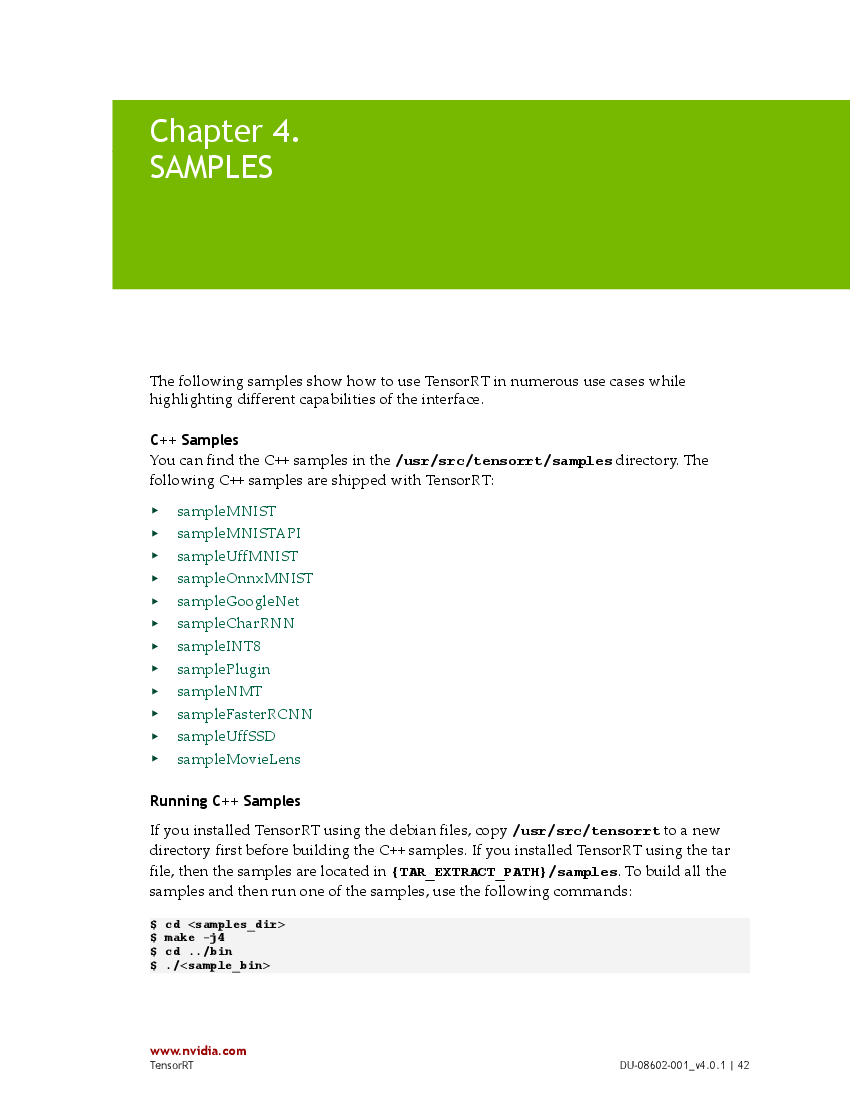 Chapter 4.
SAMPLES
The following samples show how to use TensorRT in numerous use cases while
highlighting different capabilities of the interface.
C++ Samples
You can find the C++ samples in the /usr/src/tensorrt/samples directory. The
following C++ samples are shipped with TensorRT:
‣ sampleMNIST
‣ sampleMNISTAPI
‣ sampleUffMNIST
‣ sampleOnnxMNIST
‣ sampleGoogleNet
‣ sampleCharRNN
‣ sampleINT8
‣ samplePlugin
‣ sampleNMT
‣ sampleFasterRCNN
‣ sampleUffSSD
‣ sampleMovieLens
Running C++ Samples
If you installed TensorRT using the debian files, copy /usr/src/tensorrt to a new
directory first before building the C++ samples. If you installed TensorRT using the tar
file, then the samples are located in {TAR_EXTRACT_PATH}/samples. To build all the
samples and then run one of the samples, use the following commands:
$ cd <samples_dir>
$ make -j4
$ cd ../bin
$ ./<sample_bin>
www.nvidia.com
TensorRT DU-08602-001_v4.0.1 | 42